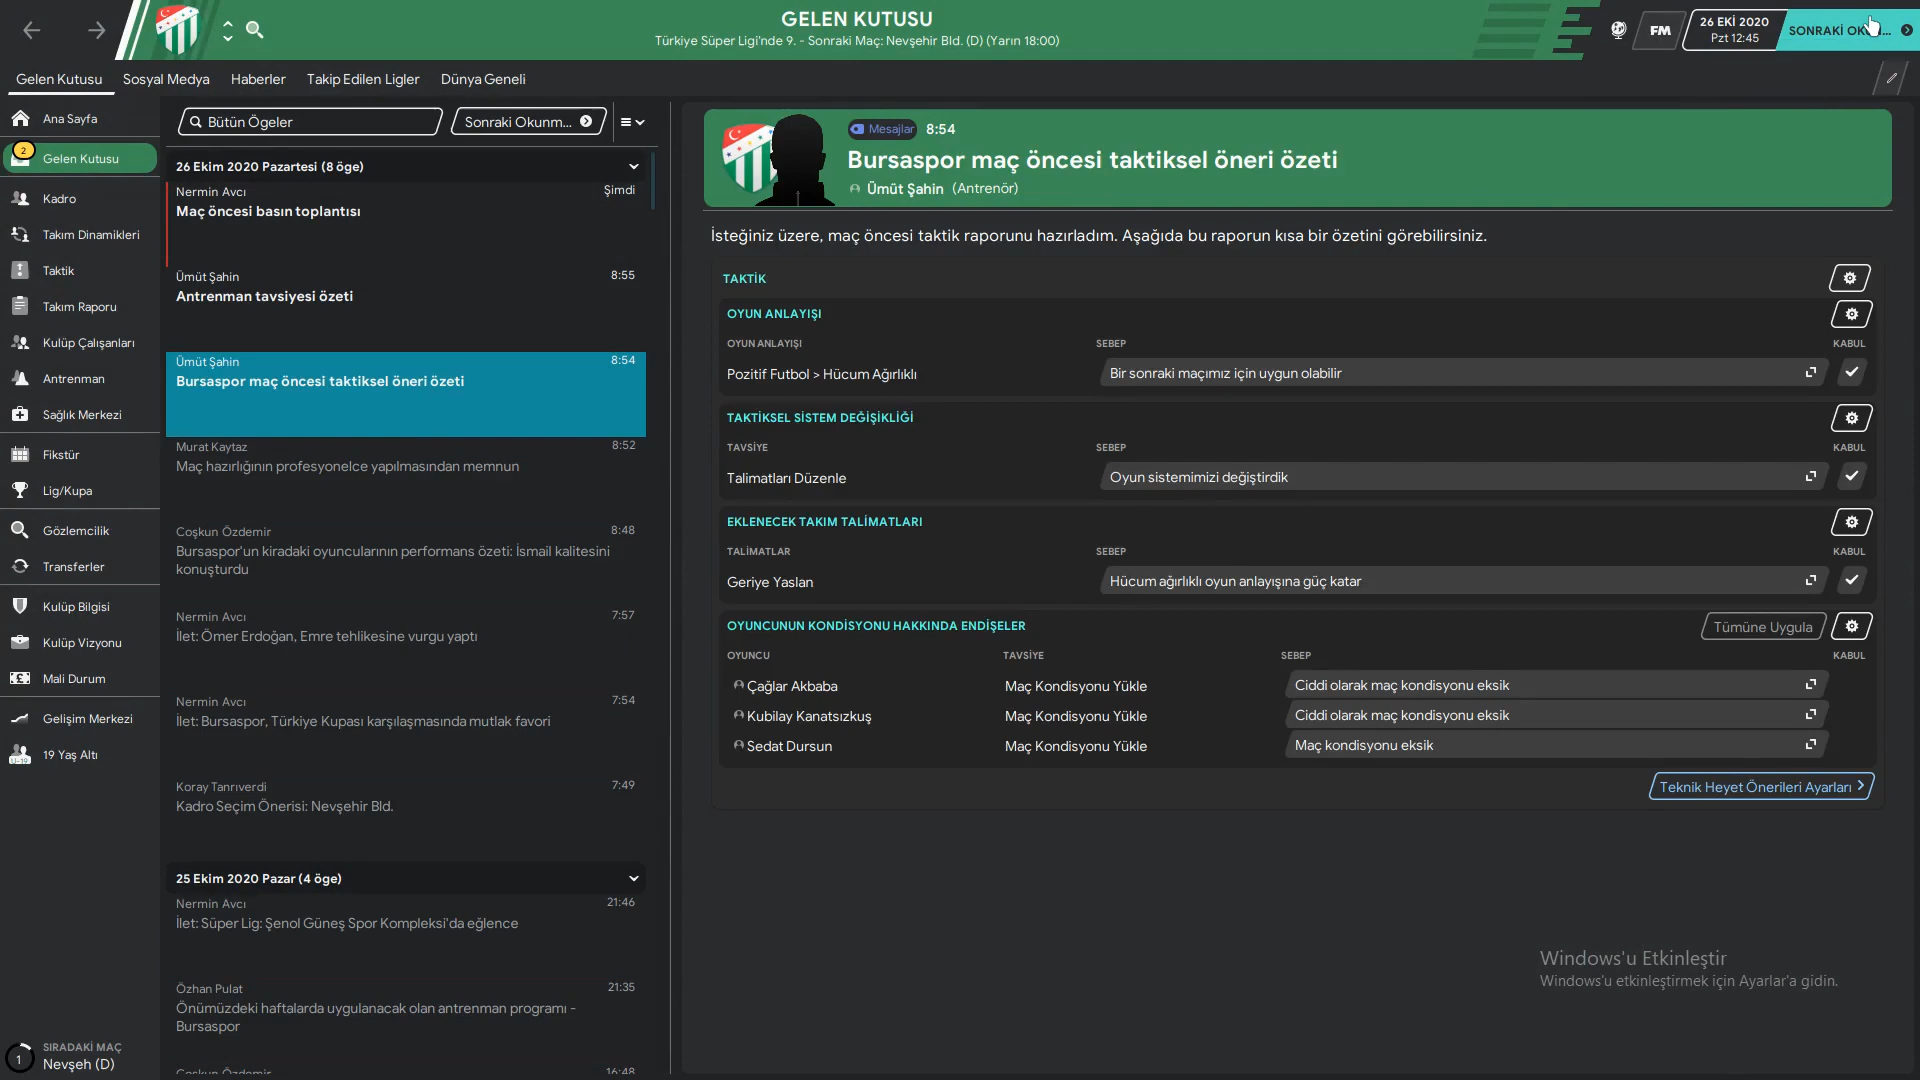 GELEN KUTUSU
Türkiye Süper Ligi'nde 9. - Sonraki Maç: Nevşehir Bld. (D) (Yarın 18:00)
FM
26 EKİ 2020
Pzt 12:45
SONRAKİ
Gelen Kutusu
Sosyal Medya
Haberler
Takip Edilen Ligler
Dünya Geneli
Ana Sayfa
2
Gelen Kutusu
Kadro
Takım Dinamikleri
Taktik
Takım Raporu
Kulüp Çalışanları
Antrenman
Sağlık Merkezi
Fikstür
Lig/Kupa
Gözlemcilik
Transferler
Kulüp Bilgisi
Kulüp Vizyonu
Mali Durum
Gelişim Merkezi
U-19
19 Yaş Altı
1
SIRADAKİ MAÇ
Nevşeh (D)
Bütün Ögeler
Sonraki Okunm...
26 Ekim 2020 Pazartesi (8 öge)
Nermin Avcı
Şimdi
Maç öncesi basın toplantısı
Ümüt Şahin
8:55
Antrenman tavsiyesi özeti
Ümüt Şahin
8:54
Bursaspor maç öncesi taktiksel öneri özeti
Murat Kaytaz
8:52
Maç hazırlığının profesyonelce yapılmasından memnun
Coşkun Özdemir
8:48
Bursaspor'un kiradaki oyuncularının performans özeti: İsmail kalitesini
konuşturdu
Nermin Avcı
7:57
İlet: Ömer Erdoğan, Emre tehlikesine vurgu yaptı
Nermin Avcı
7:54
İlet: Bursaspor, Türkiye Kupası karşılaşmasında mutlak favori
Koray Tanrıverdi
7:49
Kadro Seçim Önerisi: Nevşehir Bld.
25 Ekim 2020 Pazar (4 öge)
Nermin Avcı
21:46
İlet: Süper Lig: Şenol Güneş Spor Kompleksi'da eğlence
Özhan Pulat
21:35
Önümüzdeki haftalarda uygulanacak olan antrenman programı -
Bursaspor
Coşkun Özdemir
16:48
Mesajlar
8:54
Bursaspor maç öncesi taktiksel öneri özeti
Ümüt Şahin (Antrenör)
İsteğiniz üzere, maç öncesi taktik raporunu hazırladım. Aşağıda bu raporun kısa bir özetini görebilirsiniz.
TAKTİK
OYUN ANLAYIŞI
OYUN ANLAYIŞI
SEBEP
KABUL
Pozitif Futbol > Hücum Ağırlıklı
Bir sonraki maçımız için uygun olabilir
TAKTİKSEL SİSTEM DEĞİŞİKLİĞİ
TAVSİYE
SEBEP
KABUL
Talimatları Düzenle
Oyun sistemimizi değiştirdik
EKLENECEK TAKIM TALİMATLARI
TALİMATLAR
SEBEP
KABUL
Geriye Yaslan
Hücum ağırlıklı oyun anlayışına güç katar
OYUNCUNUN KONDİSYONU HAKKINDA ENDİŞELER
Tümüne Uygula
OYUNCU
TAVSİYE
SEBEP
KABUL
Çağlar Akbaba
Maç Kondisyonu Yükle
Ciddi olarak maç kondisyonu eksik
Kubilay Kanatsızkuş
Maç Kondisyonu Yükle
Ciddi olarak maç kondisyonu eksik
Sedat Dursun
Maç Kondisyonu Yükle
Maç kondisyonu eksik
Teknik Heyet Önerileri Ayarları
Windows'u Etkinleştir
Windows'u etkinleştirmek için Ayarlar'a gidin.